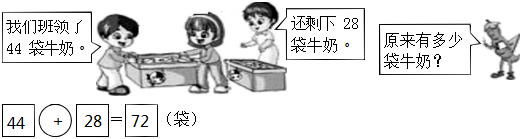 我们班领了
44 袋牛奶。
还剩下 28
袋牛奶。
原来有多少
袋牛奶？
44 + 28 = 72 （袋）